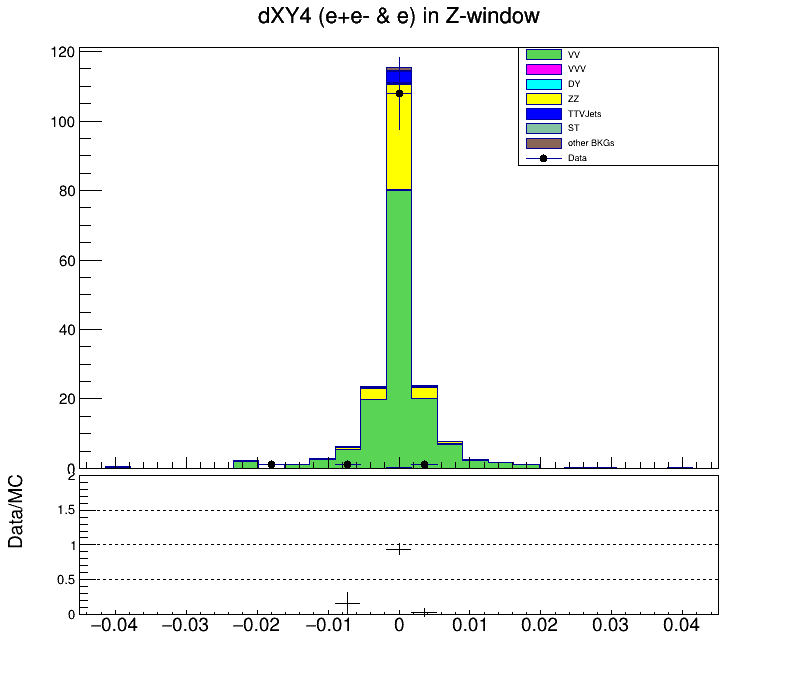 dXY4 (e+e- & e) in Z-window
120
100
80
60
40
20
0
VV
VVV
DY
ZZ
TTVJets
ST
other BKGs
Data
Data/MC
2
1.5
1
0.5
0
−0.04 −0.03 −0.02 −0.01 0 0.01 0.02 0.03 0.04